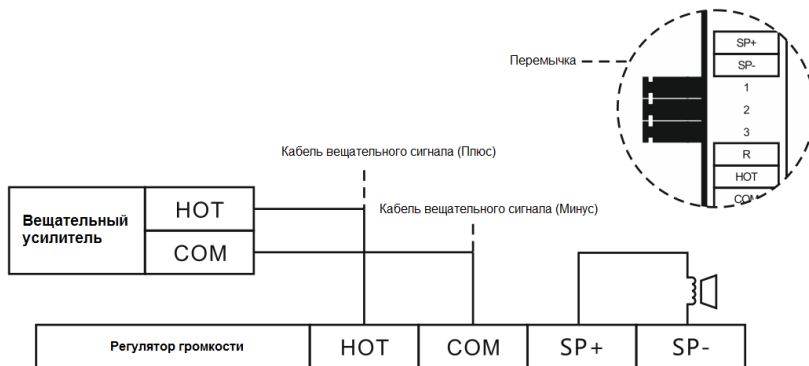 SP+
Перемычка
SP-
1
2
3
R
HOT
COM
Кабель вещательного сигнала (Плюс)
Кабель вещательного сигнала (Минус)
Вещательный
усилитель
HOT
COM
Регулятор громкости
HOT
COM
SP+
SP-